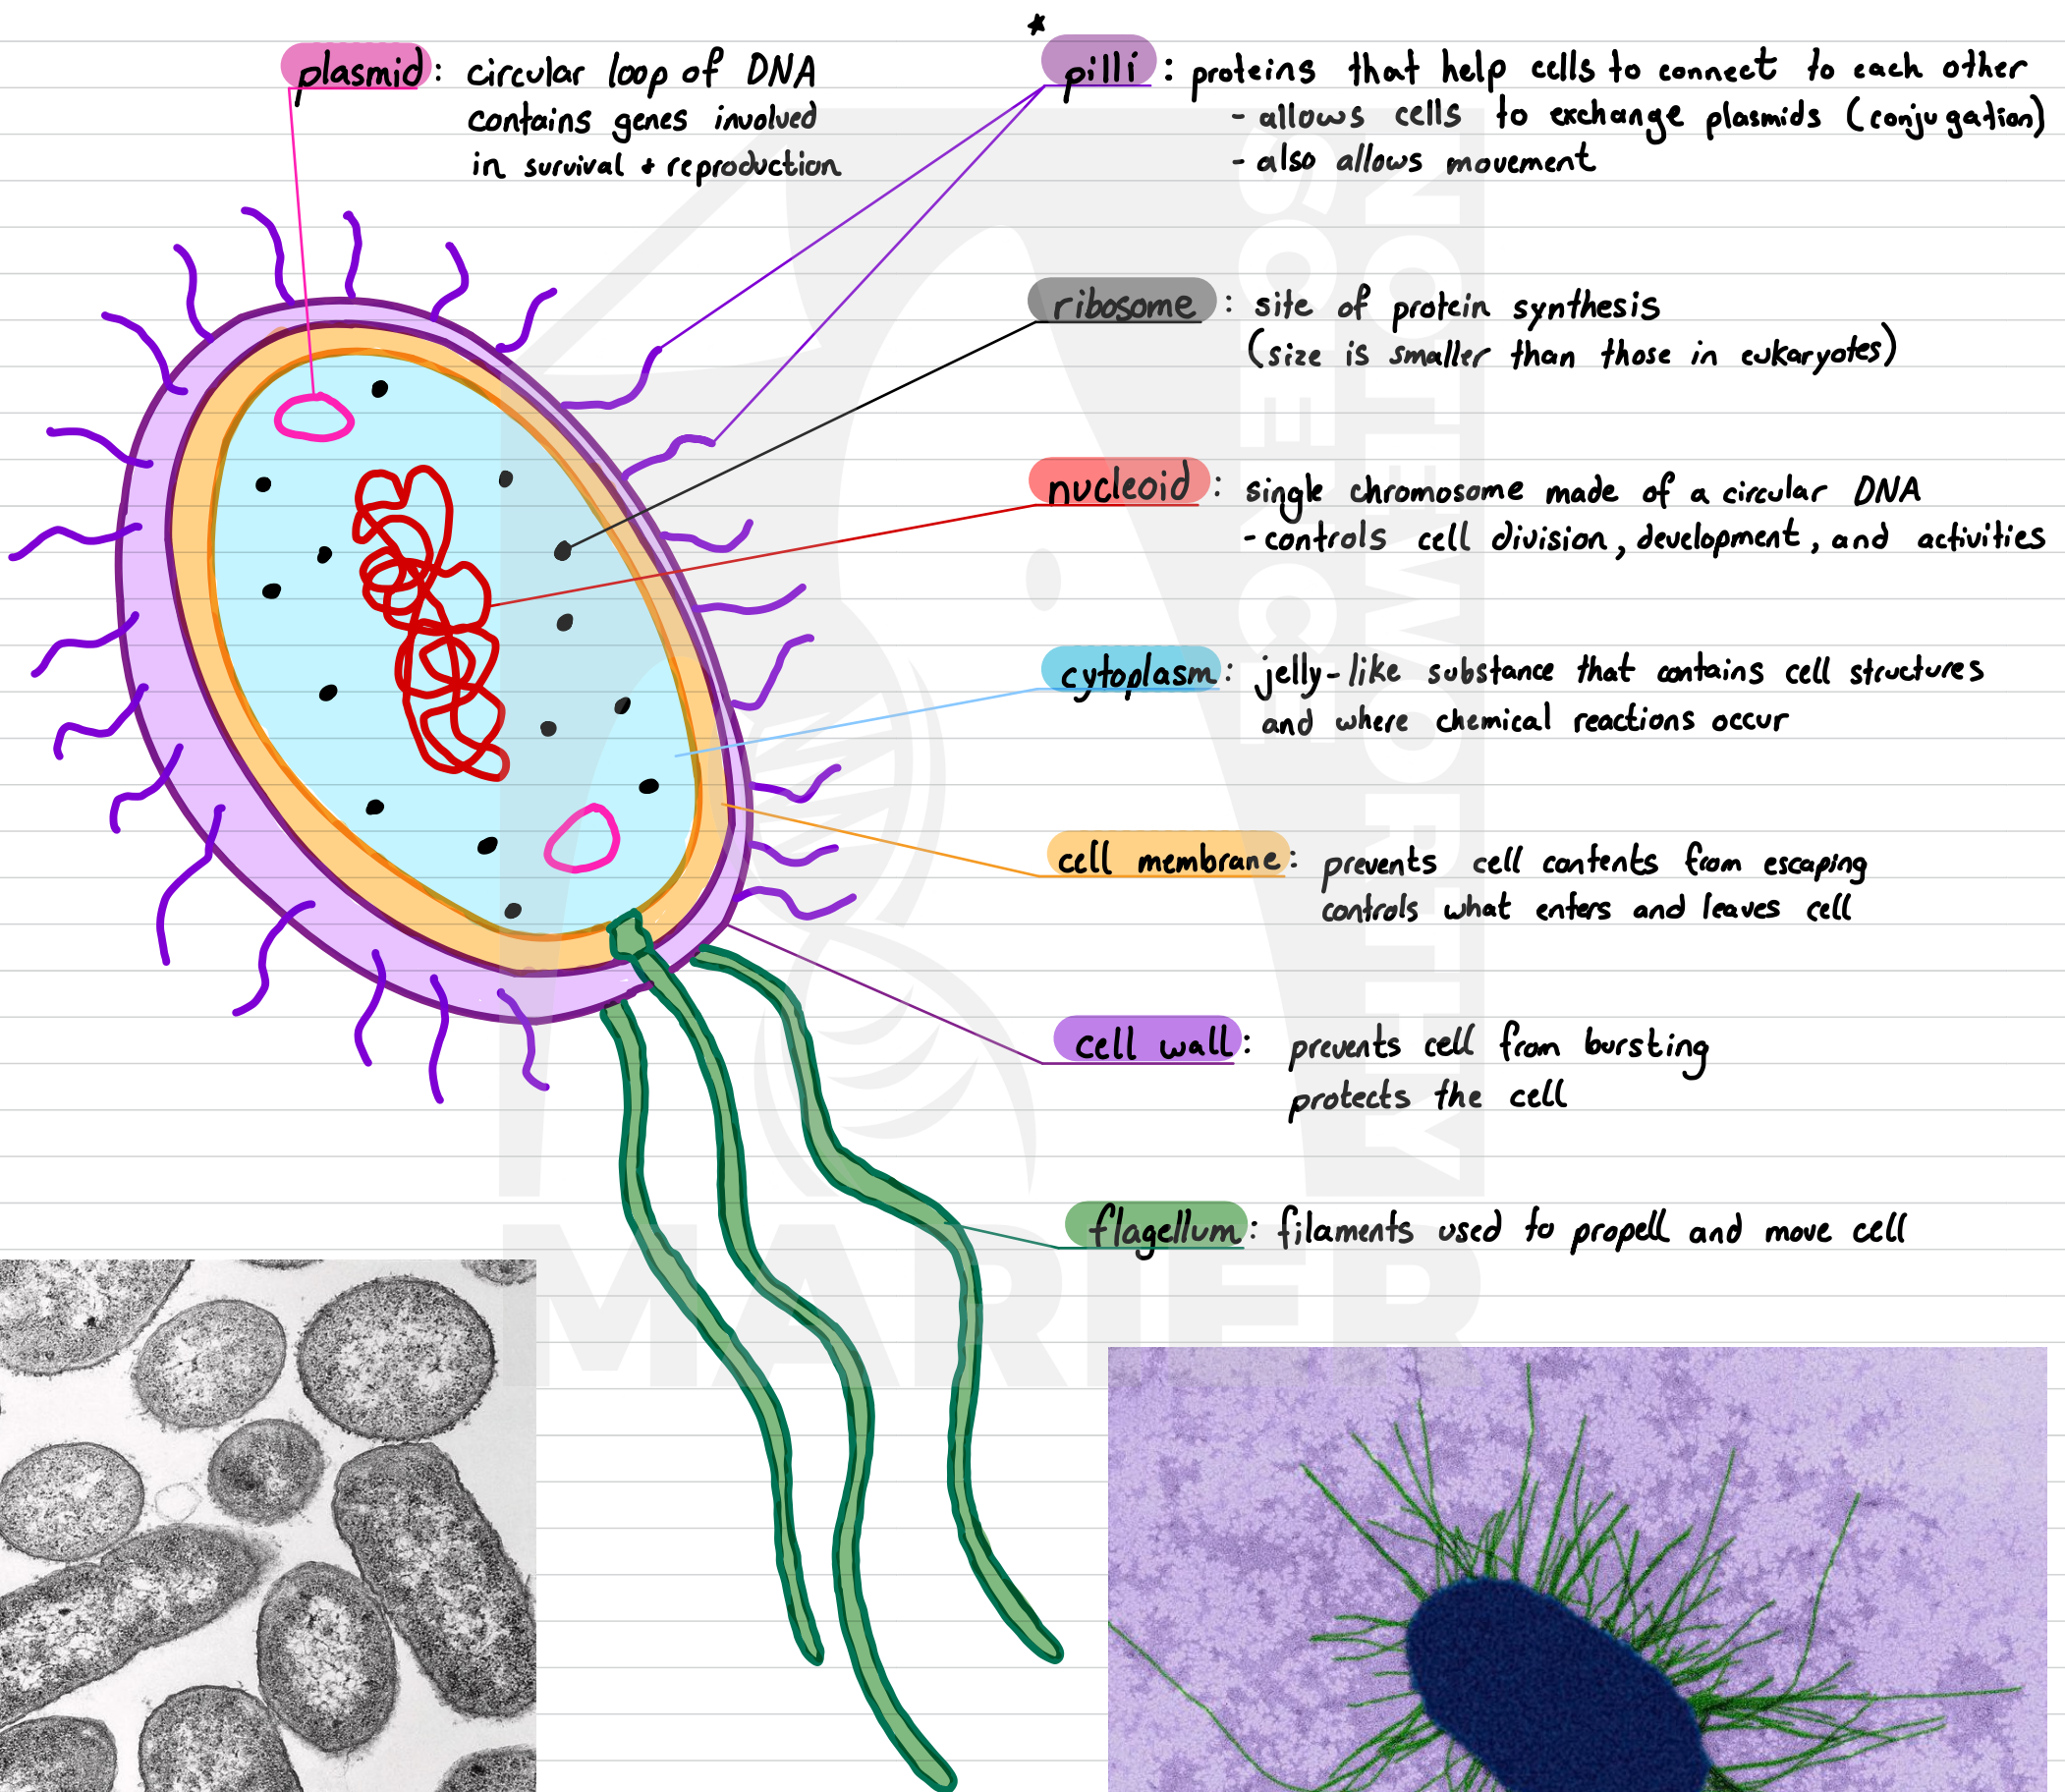 plasmid: circular loop of DNA
contains genes involved
in survival + reproduction
* pilli: proteins that help cells to connect to each other
- allows cells to exchange plasmids (conjugation)
- also allows movement
ribosome: site of protein synthesis
(size is smaller than those in eukaryotes)
nucleoid: single chromosome made of a circular DNA
- controls cell division, development, and activities
cytoplasm: jelly-like substance that contains cell structures
and where chemical reactions occur
cell membrane: prevents cell contents from escaping
controls what enters and leaves cell
cell wall: prevents cell from bursting
protects the cell
flagellum: filaments used to propell and move cell
NOTEWORTHY
SCIENCE
MARIER